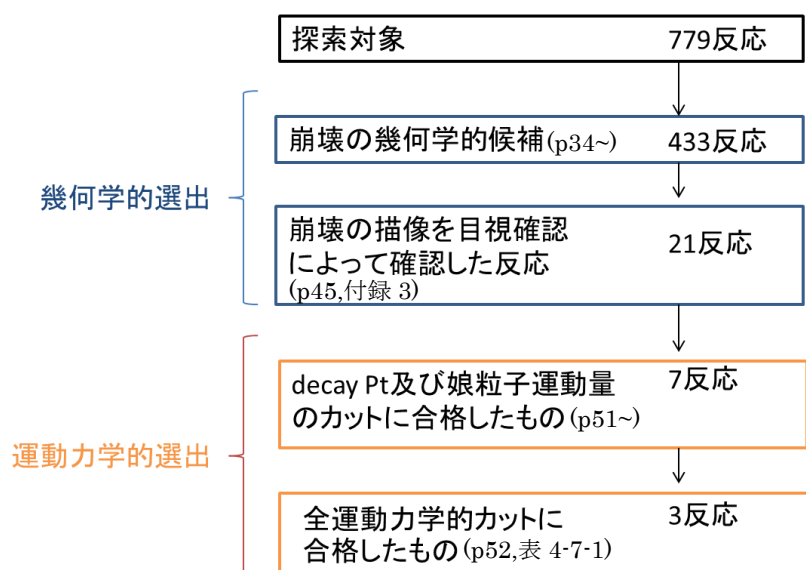 探索対象 779反応
崩壊の幾何学的候補(p34~) 433反応
幾何学的選出
崩壊の描像を目視確認
によって確認した反応
(p45,付録 3)
21反応
decay Pt及び娘粒子運動量
のカットに合格したもの(p51~)
7反応
運動力学的選出
全運動力学的カットに
合格したもの(p52,表 4-7-1)
3反応